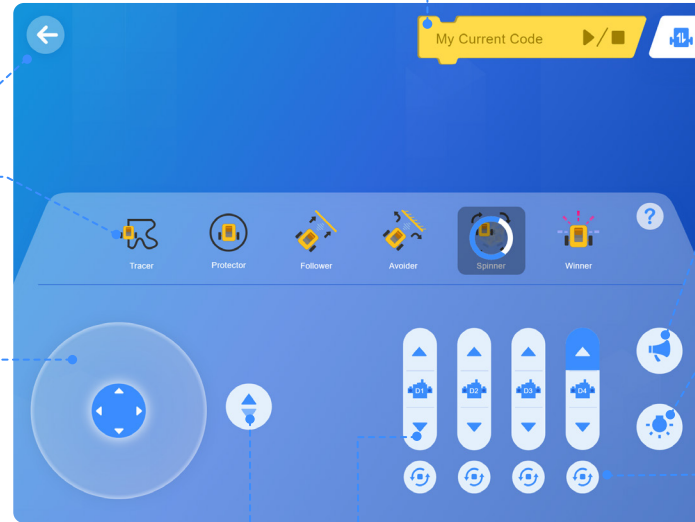 My Current Code
?
Tracer
Protector
Follower
Avoider
Spinner
Winner
D1
D2
D3
D4